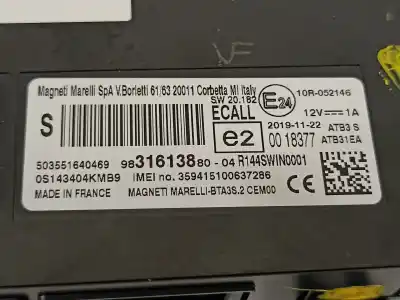 VF
Magneti Marelli SpA V.Borletti 61/63 20011 Corbetta MI Italy
S.W 20.182
E24
10R-052146
ECALL
12V⎓1A
S
e2
2019-11-22
ATB3 S
00 18377
ATB31EA
503551640469
9831613880-04
R144SWIN0001
0S143404KMB9
IMEI no: 359415100637286
MADE IN FRANCE
MAGNETI MARELLI-BTA3S.2 CEM00